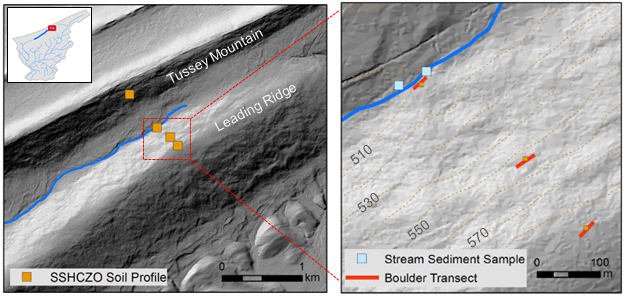 Tussey Mountain
Leading Ridge
SSHCZO Soil Profile
0 1
km
510
530
550
570
Stream Sediment Sample
Boulder Transect
0 100
m